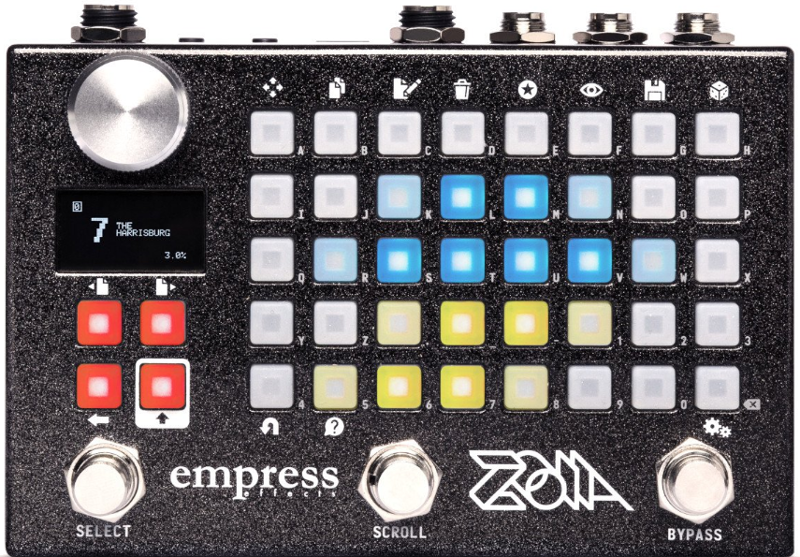 0
7 THE
HARRISBURG
3.0%
A B C D E F G H
I J K L M N O P
Q R S T U V W X
Y Z - 1 2 3
4 5 6 7 8 9 0
empress
effects
ZOIA
SELECT
SCROLL
BYPASS